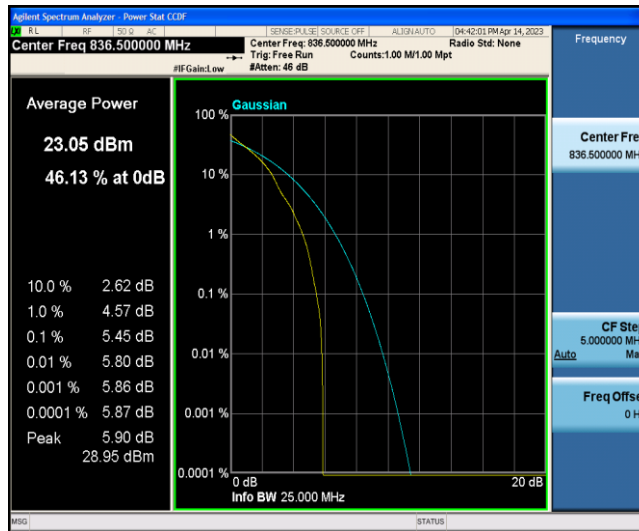 Agilent Spectrum Analyzer - Power Stat CCDF
RL RF 50 Ω AC SENSE:PULSE SOURCE OFF ALIGNAUTO 04:42:01 PM Apr 14, 2023
Center Freq 836.500000 MHz
Center Freq: 836.500000 MHz Radio Std: None
Trig: Free Run Counts:1.00 M/1.00 Mpt
#IFGain:Low #Atten: 46 dB
Frequency
Average Power
23.05 dBm
46.13 % at 0dB
10.0 % 2.62 dB
1.0 % 4.57 dB
0.1 % 5.45 dB
0.01 % 5.80 dB
0.001 % 5.86 dB
0.0001 % 5.87 dB
Peak 5.90 dB
28.95 dBm
Gaussian
100 %
10 %
1 %
0.1 %
0.01 %
0.001 %
0.0001 %
0 dB 20 dB
Info BW 25.000 MHz
Center Fre
836.500000 MH
CF Ste
5.000000 MH
Auto Ma
Freq Offse
0 H
MSG STATUS